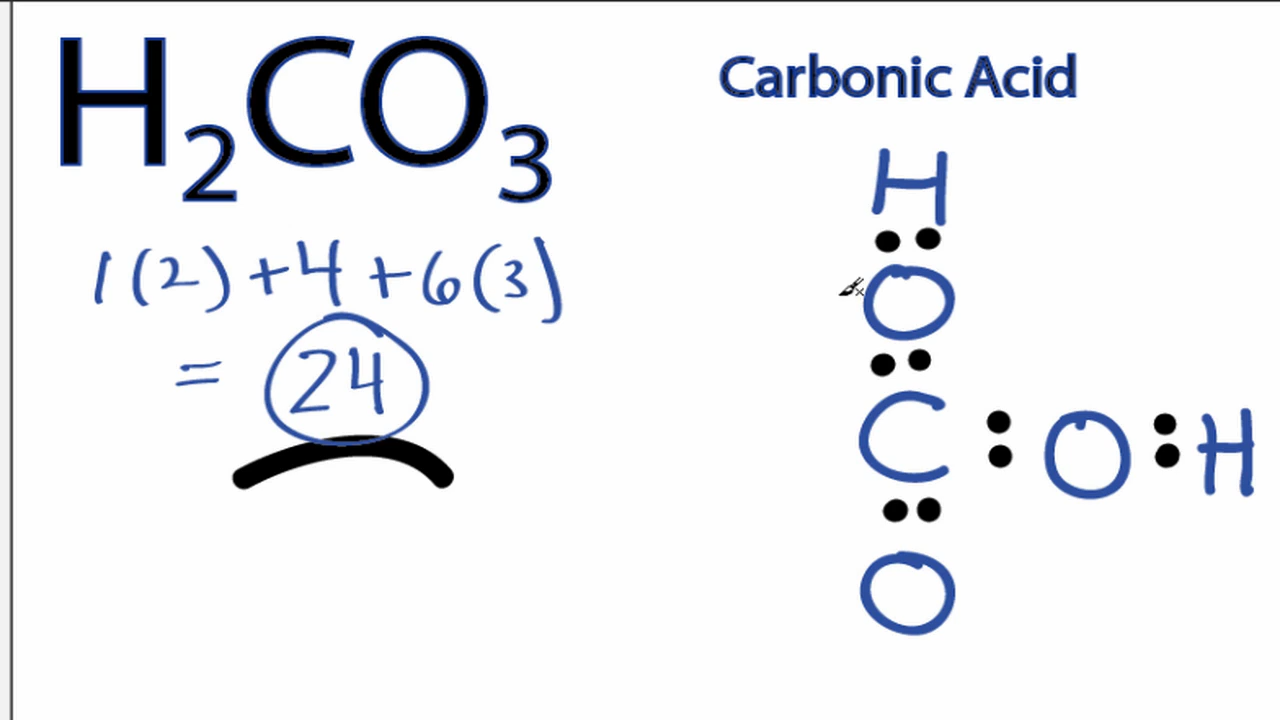 H₂CO₃
1(2)+4+6(3)
= 24
Carbonic Acid
H
O
C O H
O